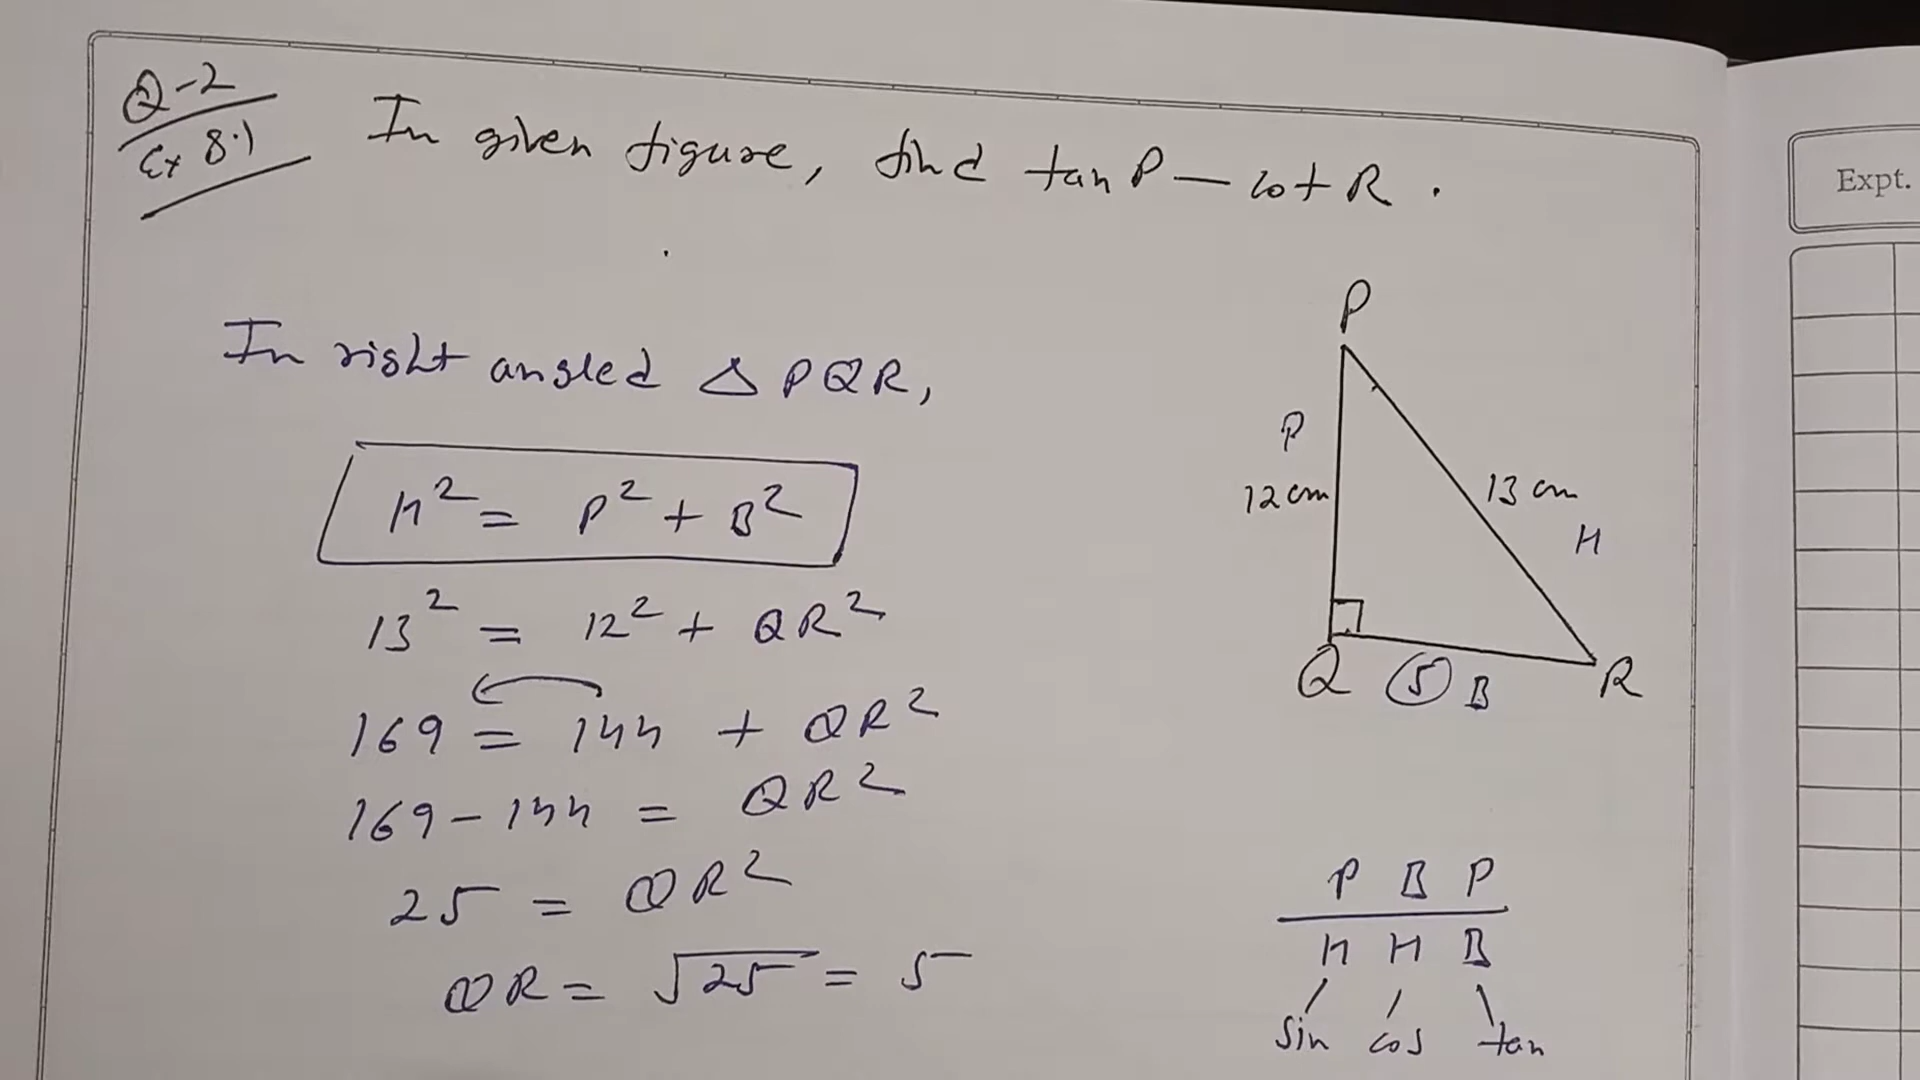 Q-2
Ex 8.1
In given figure, find tan P — cot R .
Expt.
In right angled △ PQR,
H² = P² + B²
13² = 12² + QR²
169 = 144 + QR²
169 - 144 = QR²
25 = QR²
QR = √25 = 5
P
P
12 cm
13 cm
H
Q 5 B R
P B P
H H B
sin cos tan